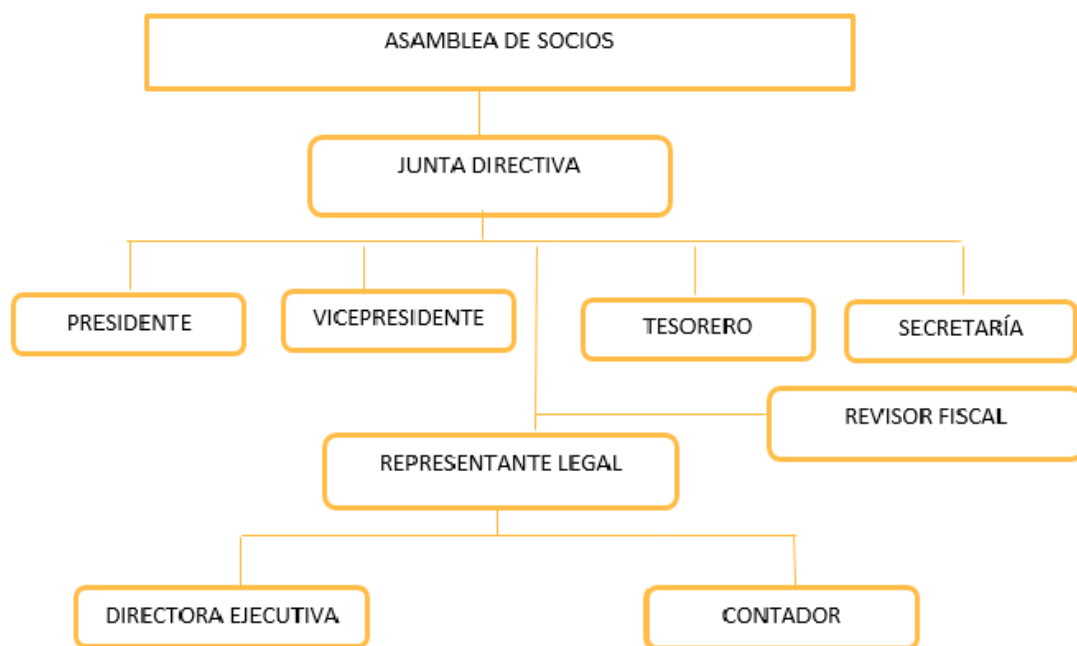 ASAMBLEA DE SOCIOS
JUNTA DIRECTIVA
PRESIDENTE
VICEPRESIDENTE
TESORERO
SECRETARÍA
REVISOR FISCAL
REPRESENTANTE LEGAL
DIRECTORA EJECUTIVA
CONTADOR